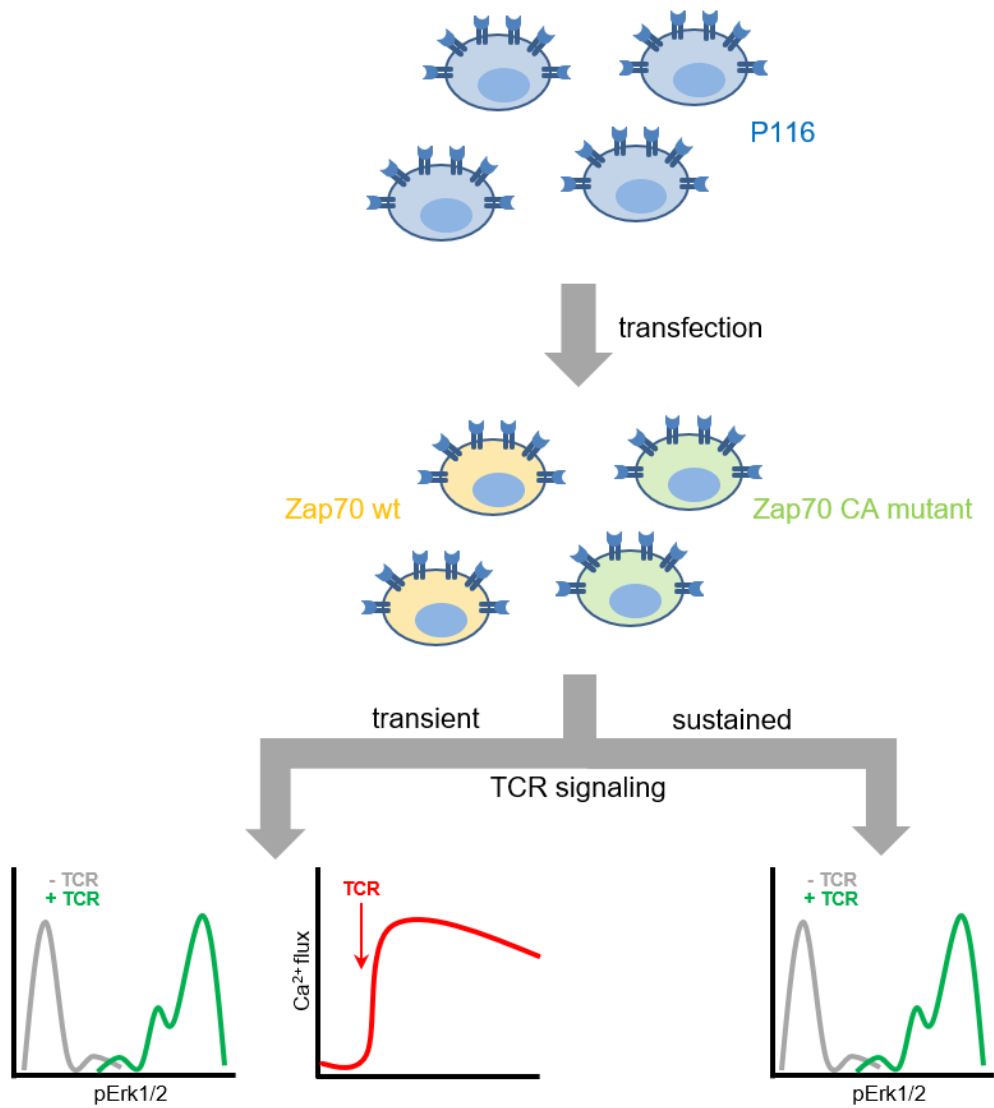 P116
transfection
Zap70 wt
Zap70 CA mutant
transient
sustained
TCR signaling
- TCR
+ TCR
pErk1/2
TCR
Ca²⁺ flux
- TCR
+ TCR
pErk1/2